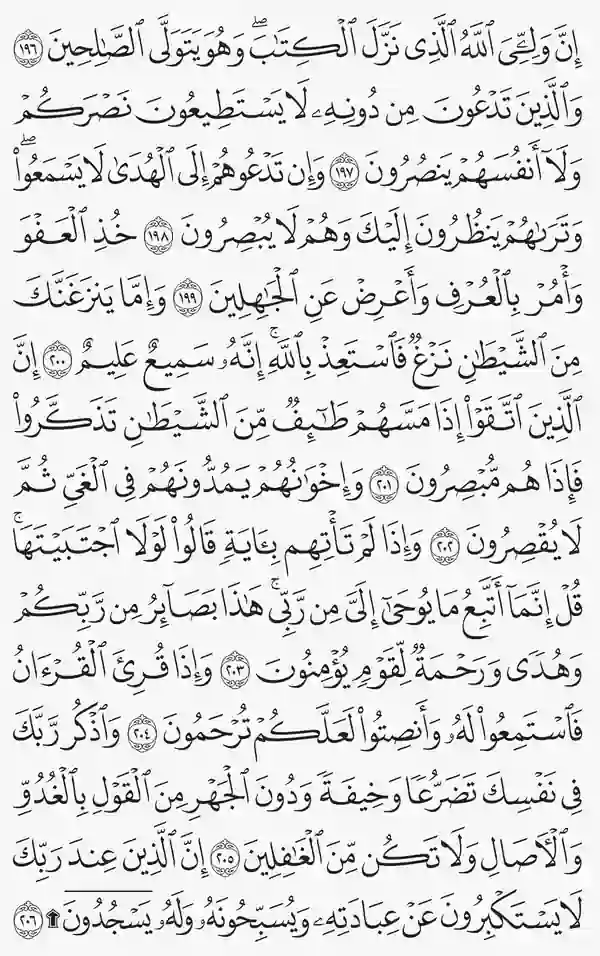 إِنَّ وَلِـِّۧيَ ٱللَّهُ ٱلَّذِي نَزَّلَ ٱلۡكِتَٰبَۖ وَهُوَ يَتَوَلَّى ٱلصَّٰلِحِينَ ١٩٦
وَٱلَّذِينَ تَدۡعُونَ مِن دُونِهِۦ لَا يَسۡتَطِيعُونَ نَصۡرَكُمۡ
وَلَآ أَنفُسَهُمۡ يَنصُرُونَ ١٩٧ وَإِن تَدۡعُوهُمۡ إِلَى ٱلۡهُدَىٰ لَا يَسۡمَعُواْۖ
وَتَرَىٰهُمۡ يَنظُرُونَ إِلَيۡكَ وَهُمۡ لَا يُبۡصِرُونَ ١٩٨ خُذِ ٱلۡعَفۡوَ
وَأۡمُرۡ بِٱلۡعُرۡفِ وَأَعۡرِضۡ عَنِ ٱلۡجَٰهِلِينَ ١٩٩ وَإِمَّا يَنزَغَنَّكَ
مِنَ ٱلشَّيۡطَٰنِ نَزۡغٞ فَٱسۡتَعِذۡ بِٱللَّهِۚ إِنَّهُۥ سَمِيعٌ عَلِيمٌ ٢٠٠ إِنَّ
ٱلَّذِينَ ٱتَّقَوۡاْ إِذَا مَسَّهُمۡ طَٰٓئِفٞ مِّنَ ٱلشَّيۡطَٰنِ تَذَكَّرُواْ
فَإِذَا هُم مُّبۡصِرُونَ ٢٠١ وَإِخۡوَٰنُهُمۡ يَمُدُّونَهُمۡ فِي ٱلۡغَيِّ ثُمَّ
لَا يُقۡصِرُونَ ٢٠٢ وَإِذَا لَمۡ تَأۡتِهِم بِـَٔايَةٖ قَالُواْ لَوۡلَا ٱجۡتَبَيۡتَهَاۚ
قُلۡ إِنَّمَآ أَتَّبِعُ مَا يُوحَىٰٓ إِلَيَّ مِن رَّبِّيۚ هَٰذَا بَصَآئِرُ مِن رَّبِّكُمۡ
وَهُدٗى وَرَحۡمَةٞ لِّقَوۡمٖ يُؤۡمِنُونَ ٢٠٣ وَإِذَا قُرِئَ ٱلۡقُرۡءَانُ
فَٱسۡتَمِعُواْ لَهُۥ وَأَنصِتُواْ لَعَلَّكُمۡ تُرۡحَمُونَ ٢٠٤ وَٱذۡكُر رَّبَّكَ
فِي نَفۡسِكَ تَضَرُّعٗا وَخِيفَةٗ وَدُونَ ٱلۡجَهۡرِ مِنَ ٱلۡقَوۡلِ بِٱلۡغُدُوِّ
وَٱلۡأٓصَالِ وَلَا تَكُن مِّنَ ٱلۡغَٰفِلِينَ ٢٠٥ إِنَّ ٱلَّذِينَ عِندَ رَبِّكَ
لَا يَسۡتَكۡبِرُونَ عَنۡ عِبَادَتِهِۦ وَيُسَبِّحُونَهُۥ وَلَهُۥ يَسۡجُدُونَۤ۩ ٢٠٦